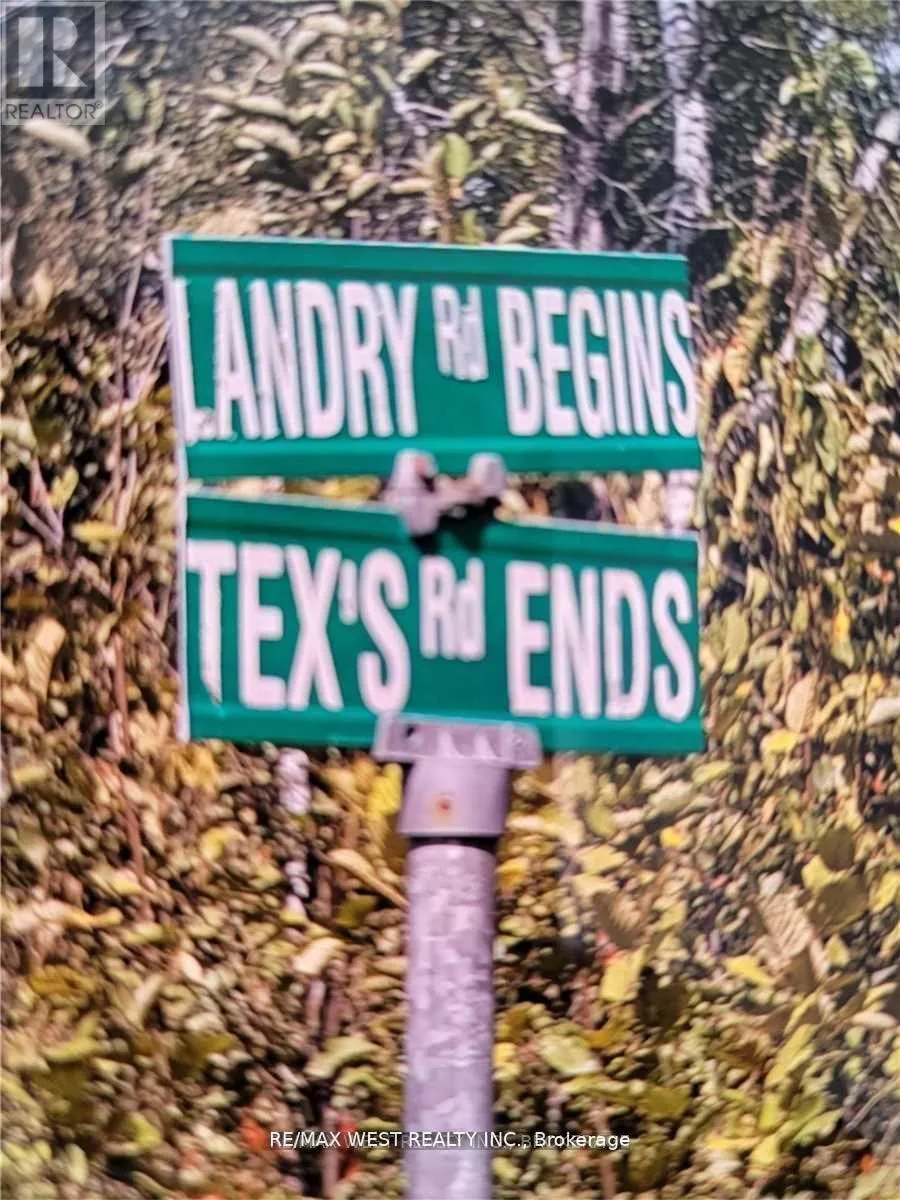 R
REALTOR®
LANDRY Rd BEGINS
TEX'S Rd ENDS
RE/MAX WEST REALTY INC., Brokerage